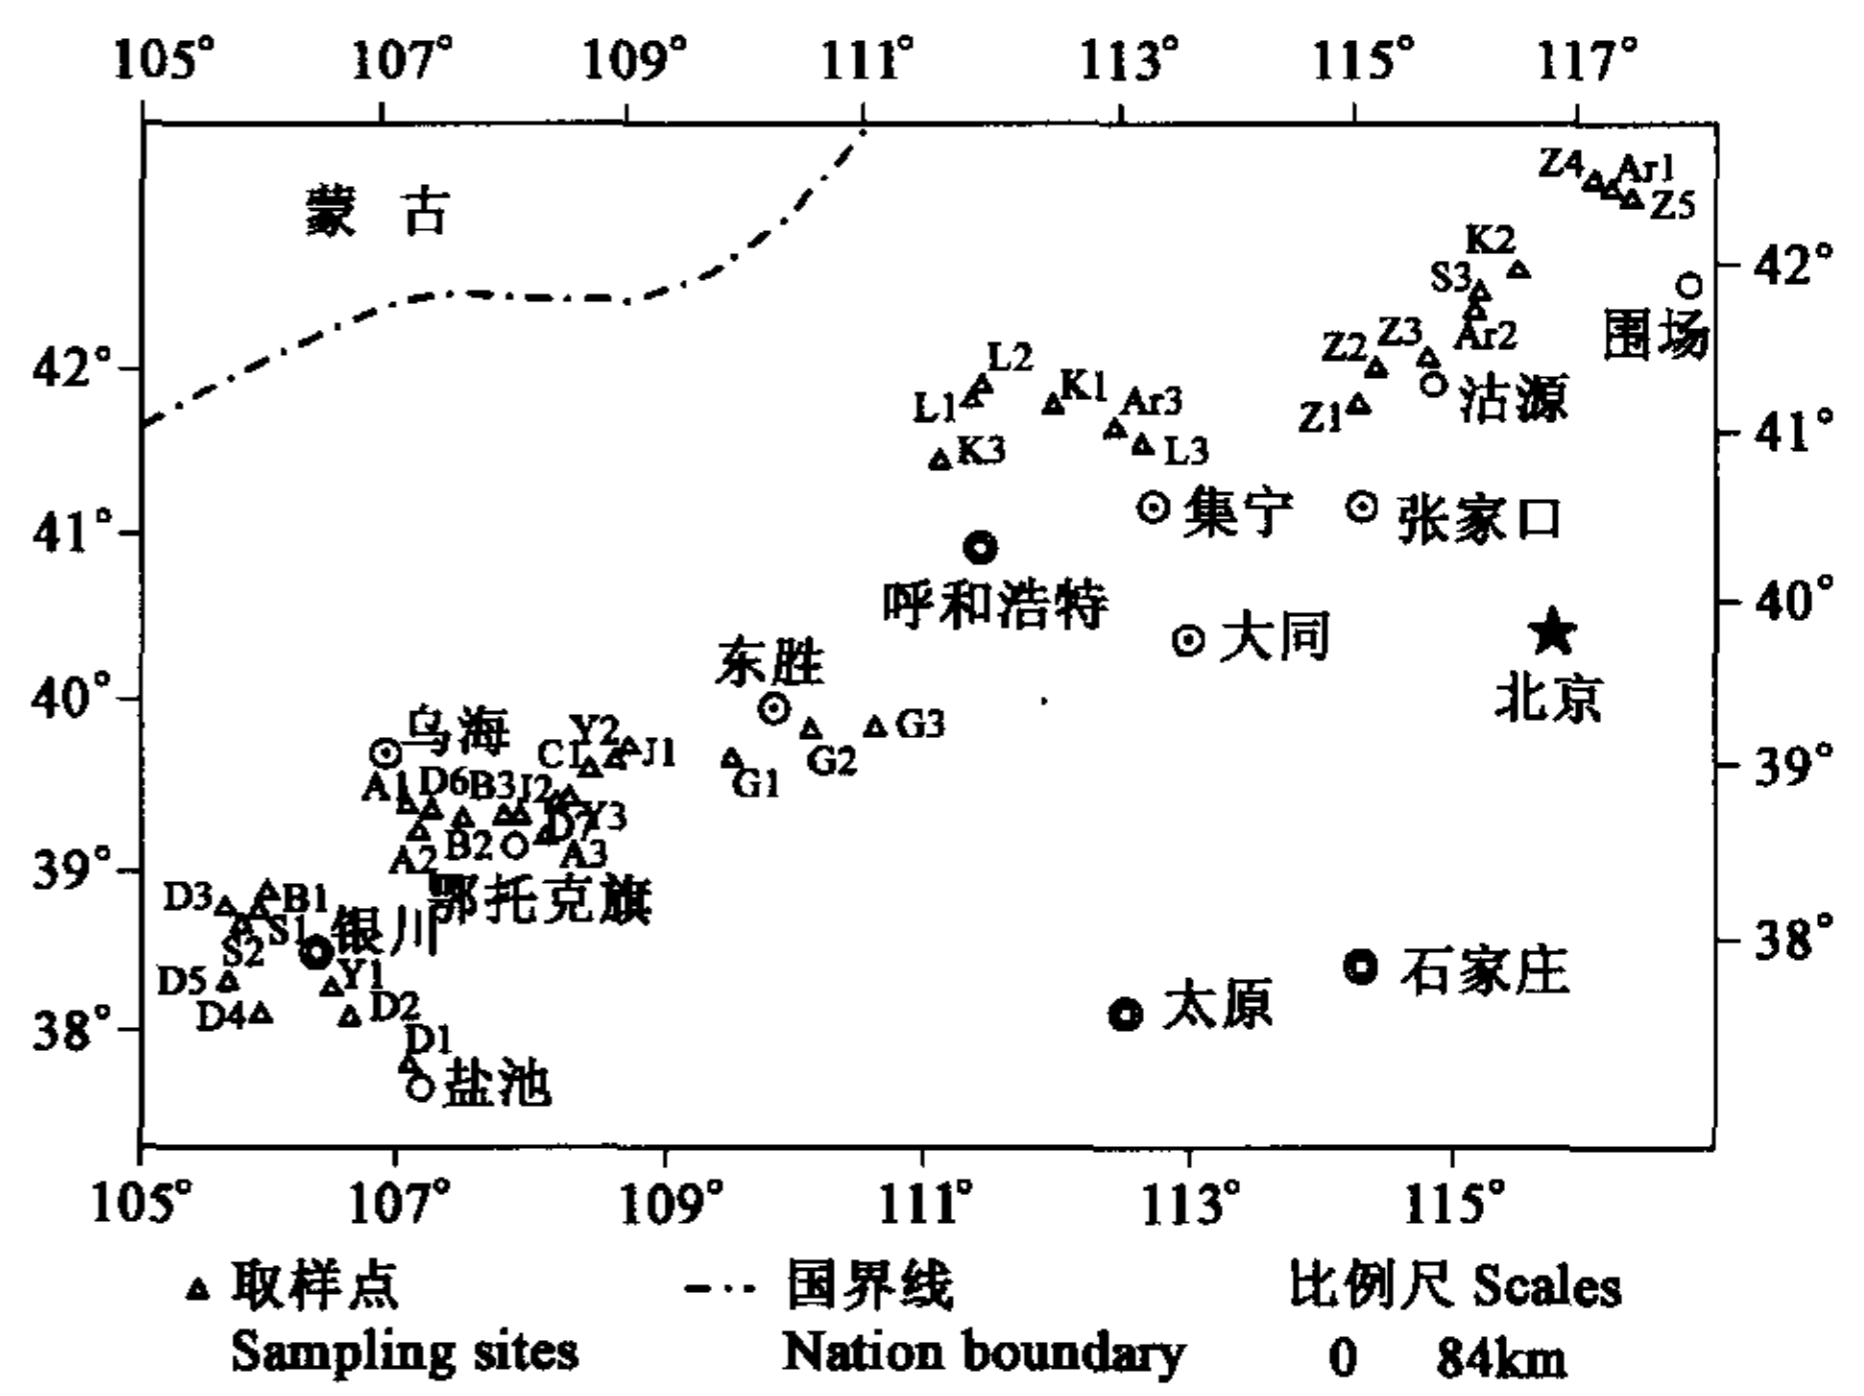 105° 107° 109° 111° 113° 115° 117°
蒙 古
Z4 Ar1
Z5
K2
42°
S3
围场
Ar2
Z3
Z2
42°
L2
K1
沽源
L1
Ar3
Z1
41°
K3
L3
集宁
张家口
41°
呼和浩特
40°
大同
东胜
北京
40°
乌海
Y2
G3
C1
J1
G2
39°
A1
D6
B3
J2
G1
Y3
D7
B2
A3
A2
39°
鄂托克旗
D3
B1
S1
银川
38°
S2
D5
Y1
石家庄
D4
D2
太原
38°
D1
盐池
105° 107° 109° 111° 113° 115°
取样点 国界线 比例尺 Scales
Sampling sites Nation boundary 0 84km